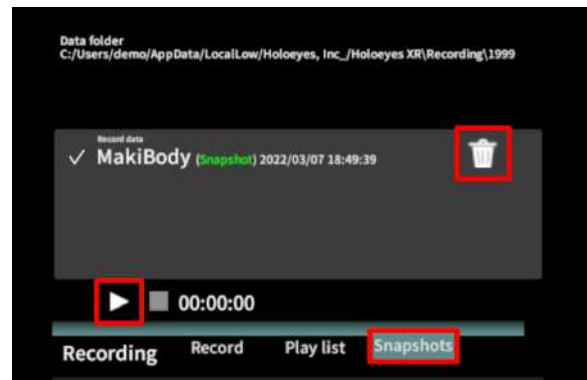 Data folder
C:/Users/demo/AppData/LocalLow/Holoeyes, Inc_/Holoeyes XR\Recording\1999
Record data
MakiBody (Snapshot) 2022/03/07 18:49:39
00:00:00
Recording Record Play list Snapshots